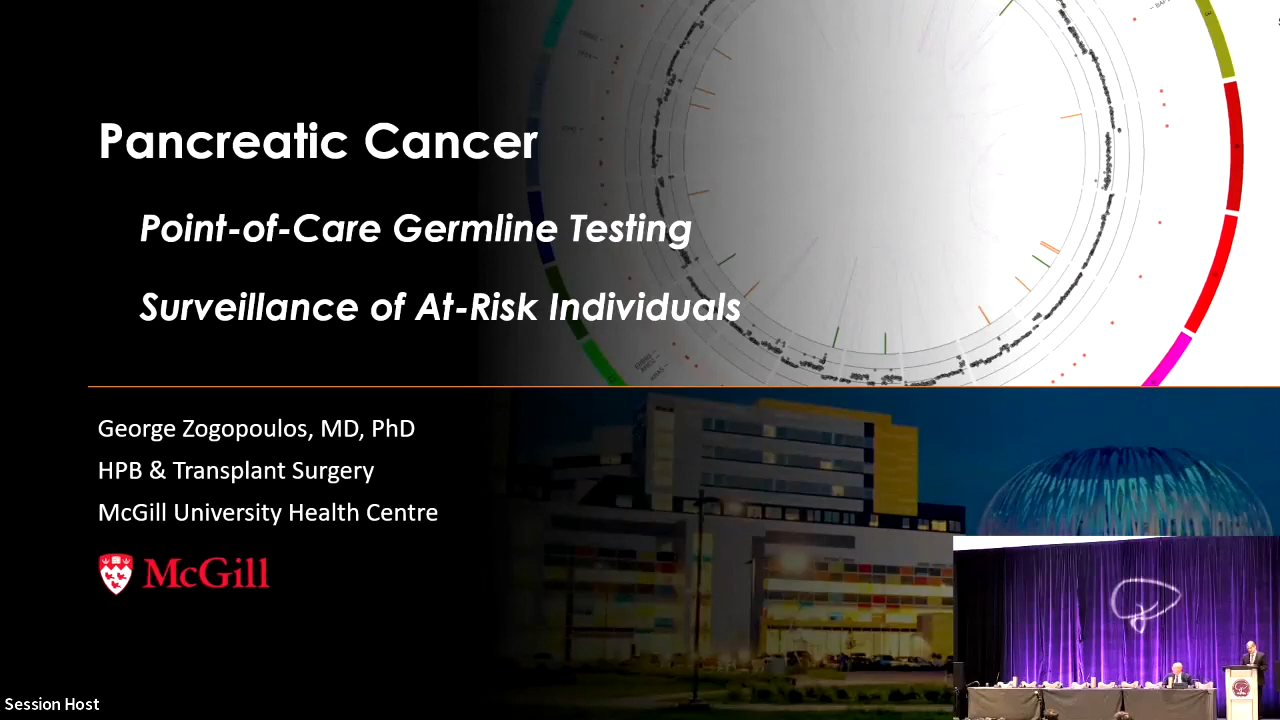 Pancreatic Cancer
Point-of-Care Germline Testing
Surveillance of At-Risk Individuals
George Zogopoulos, MD, PhD
HPB & Transplant Surgery
McGill University Health Centre
McGill
Session Host